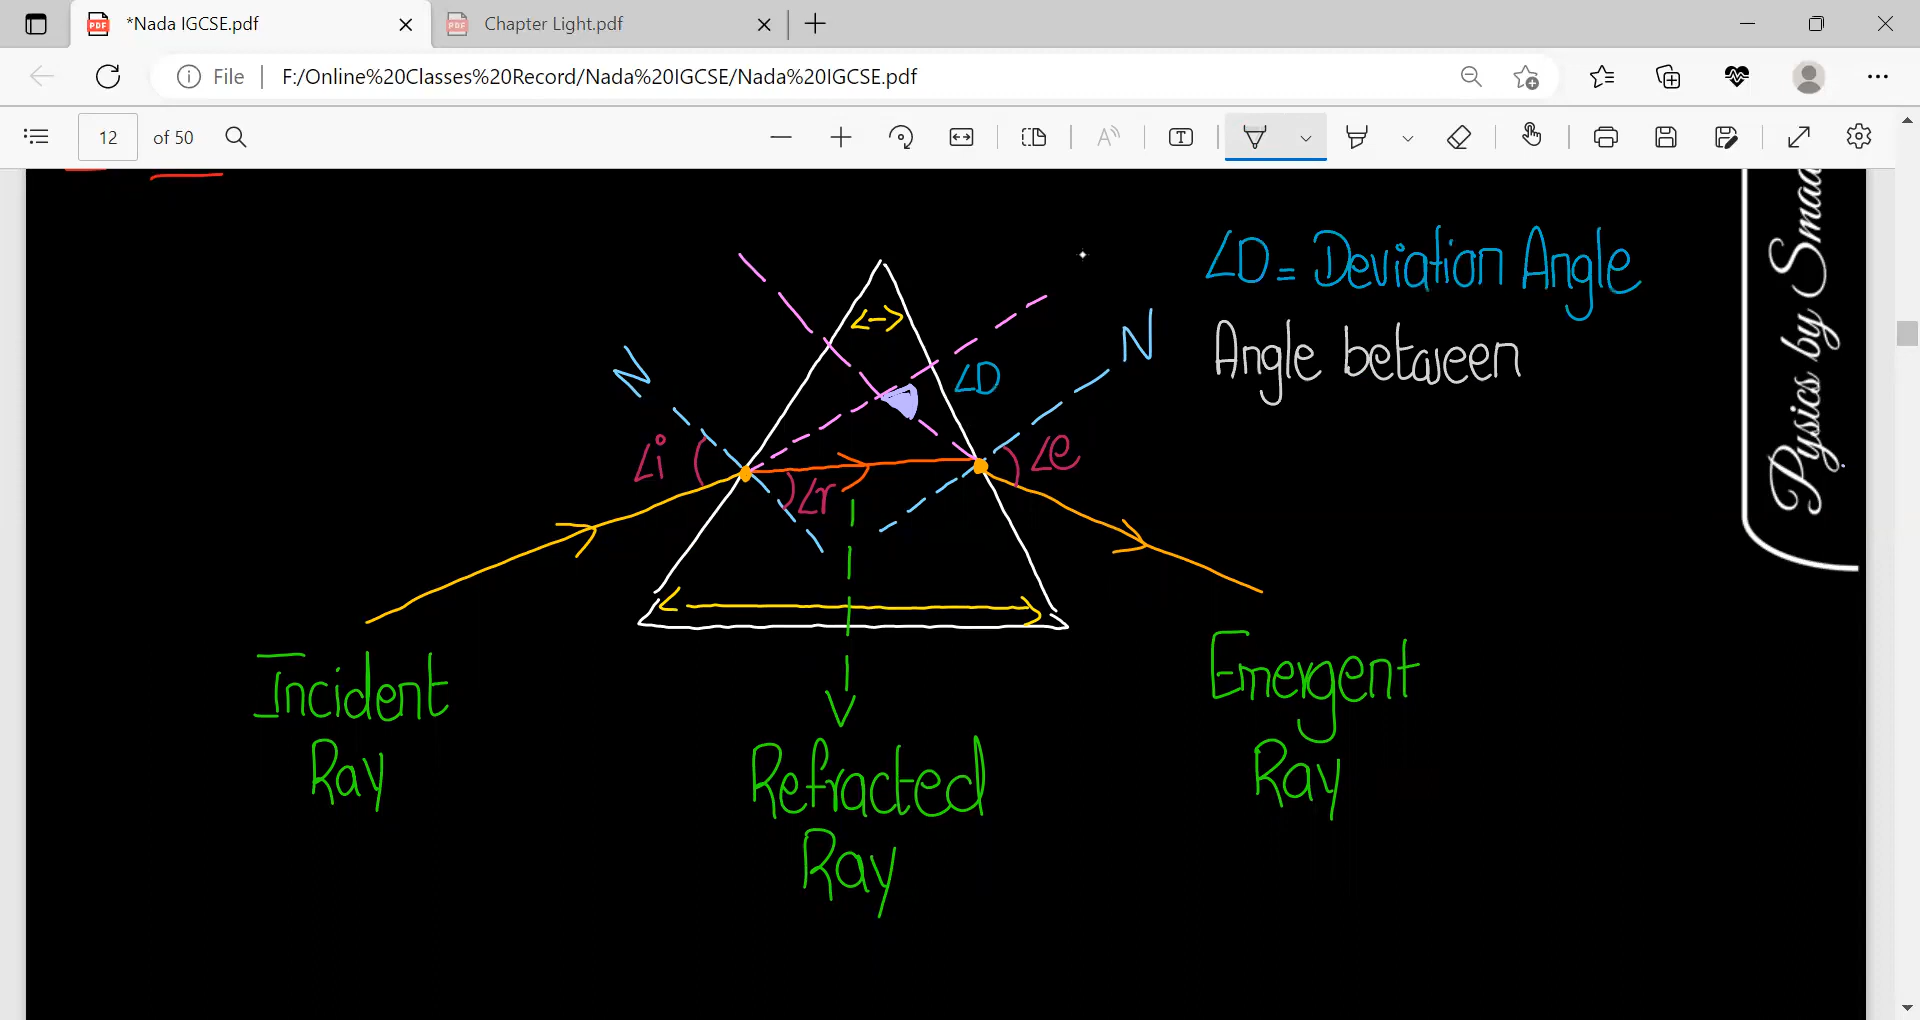 *Nada IGCSE.pdf
Chapter Light.pdf
File
F:/Online%20Classes%20Record/Nada%20IGCSE/Nada%20IGCSE.pdf
12 of 50
∠D = Deviation Angle
Angle between
N
N
∠D
∠i
∠r
∠e
Incident
Ray
Refracted
Ray
Emergent
Ray
Pysics by Smad